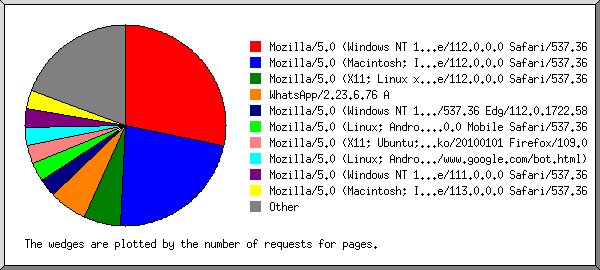 Mozilla/5.0 (Windows NT 1...e/112.0.0.0 Safari/537.36
Mozilla/5.0 (Macintosh; I...e/112.0.0.0 Safari/537.36
Mozilla/5.0 (X11; Linux x...e/112.0.0.0 Safari/537.36
WhatsApp/2.23.6.76 A
Mozilla/5.0 (Windows NT 1.../537.36 Edg/112.0.1722.58
Mozilla/5.0 (Linux; Andro....0.0 Mobile Safari/537.36
Mozilla/5.0 (X11; Ubuntu;...ko/20100101 Firefox/109.0
Mozilla/5.0 (Linux; Andro.../www.google.com/bot.html)
Mozilla/5.0 (Windows NT 1...e/111.0.0.0 Safari/537.36
Mozilla/5.0 (Macintosh; I...e/113.0.0.0 Safari/537.36
Other
The wedges are plotted by the number of requests for pages.